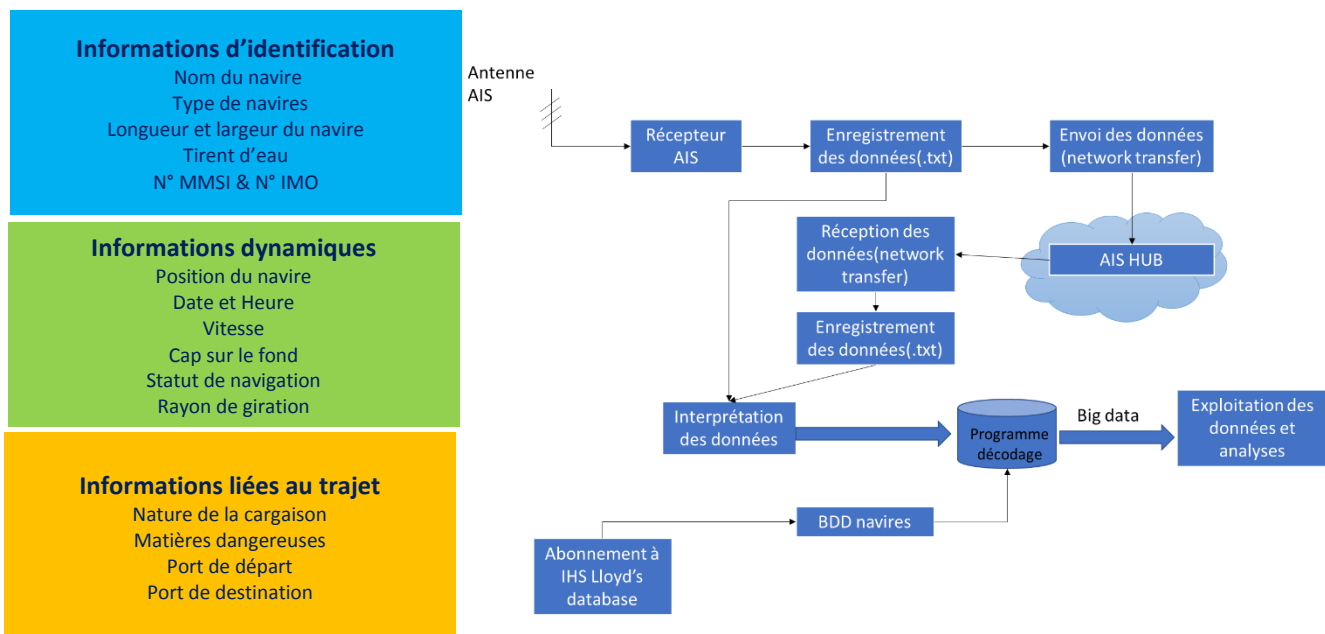 Informations d'identification
Nom du navire
Type de navires
Longueur et largeur du navire
Tirent d'eau
N° MMSI & N° IMO
Informations dynamiques
Position du navire
Date et Heure
Vitesse
Cap sur le fond
Statut de navigation
Rayon de giration
Informations liées au trajet
Nature de la cargaison
Matières dangereuses
Port de départ
Port de destination
Antenne
AIS
Récepteur
AIS
Enregistrement
des données(.txt)
Envoi des données
(network transfer)
Réception des
données(network
transfer)
AIS HUB
Enregistrement
des données(.txt)
Interprétation
des données
Programme
décodage
Big data
Exploitation des
données et
analyses
BDD navires
Abonnement à
IHS Lloyd's
database